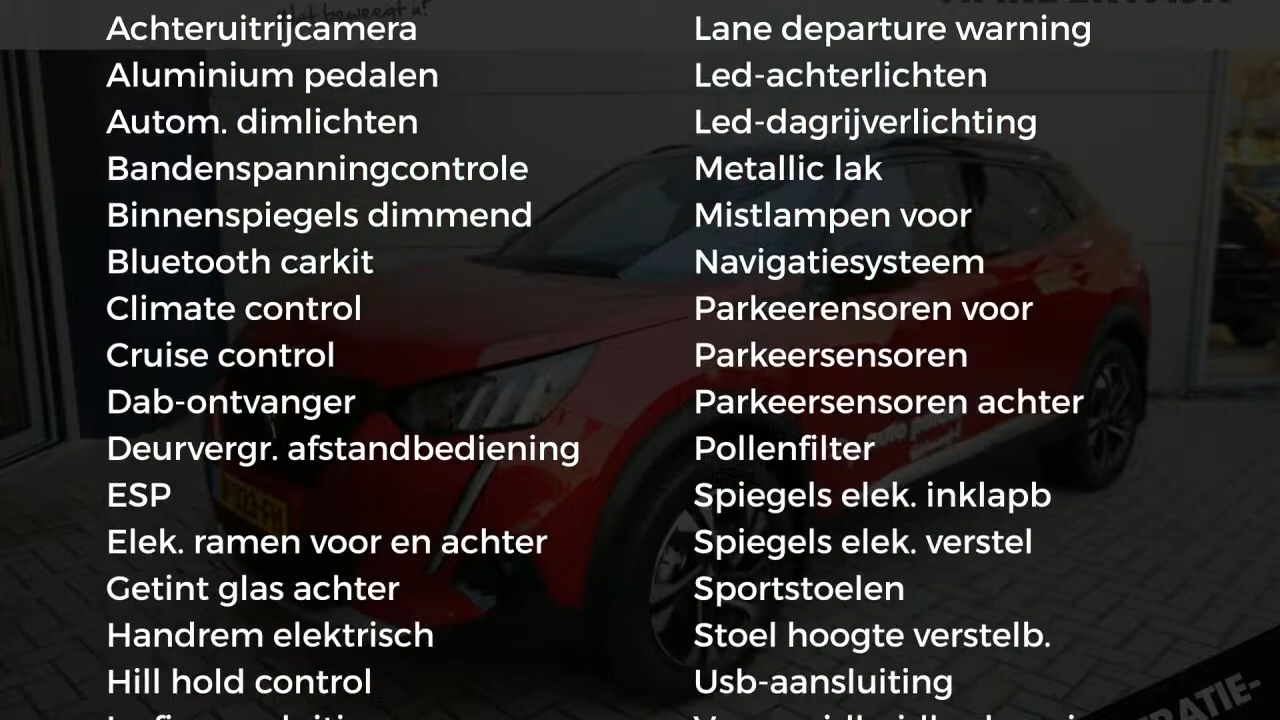 Achteruitrijcamera
Aluminium pedalen
Autom. dimlichten
Bandenspanningcontrole
Binnenspiegels dimmend
Bluetooth carkit
Climate control
Cruise control
Dab-ontvanger
Deurvergr. afstandbediening
ESP
Elek. ramen voor en achter
Getint glas achter
Handrem elektrisch
Hill hold control
Lane departure warning
Led-achterlichten
Led-dagrijverlichting
Metallic lak
Mistlampen voor
Navigatiesysteem
Parkeerensoren voor
Parkeersensoren
Parkeersensoren achter
Pollenfilter
Spiegels elek. inklapb
Spiegels elek. verstel
Sportstoelen
Stoel hoogte verstelb.
Usb-aansluiting